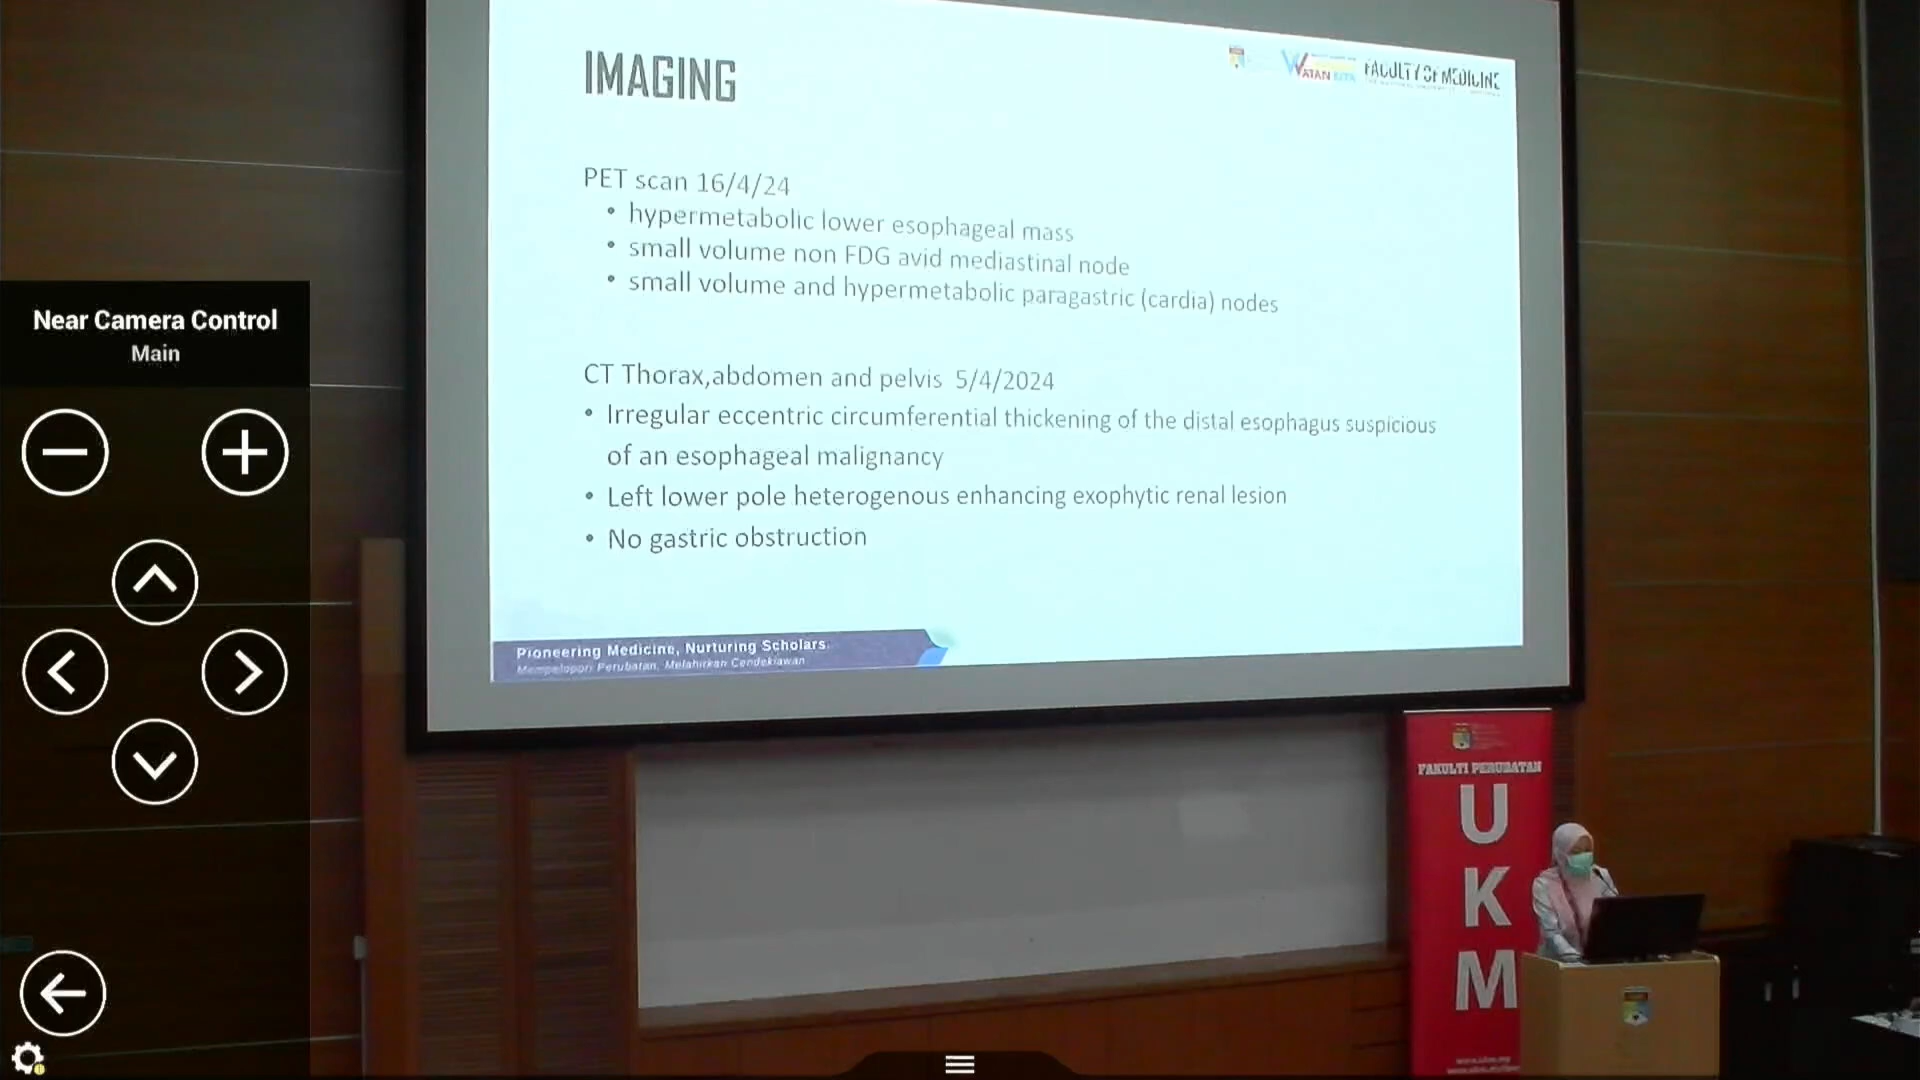 IMAGING
WATAN KITA
FACULTY OF MEDICINE
PET scan 16/4/24
• hypermetabolic lower esophageal mass
• small volume non FDG avid mediastinal node
• small volume and hypermetabolic paragastric (cardia) nodes
CT Thorax,abdomen and pelvis 5/4/2024
• Irregular eccentric circumferential thickening of the distal esophagus suspicious
of an esophageal malignancy
• Left lower pole heterogenous enhancing exophytic renal lesion
• No gastric obstruction
Pioneering Medicine, Nurturing Scholars
Mempelopori Perubatan, Melahirkan Cendekiawan
Near Camera Control
Main
FAKULTI PERUBATAN
U
K
M